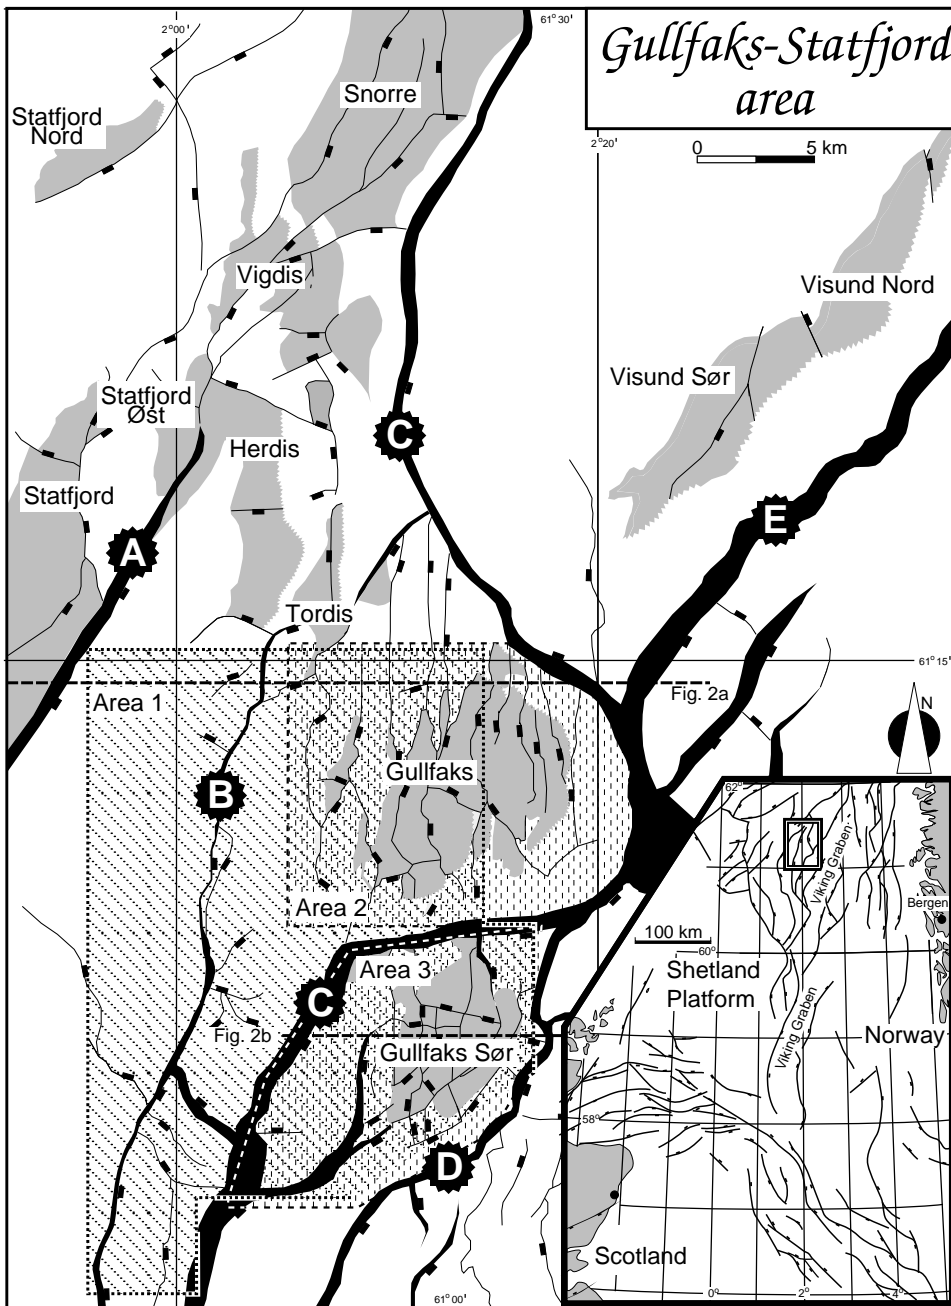 Gullfaks-Statfjord
area
2°00'
61°30'
2°20'
0 5 km
Snorre
Statfjord
Nord
Vigdis
Visund Nord
Visund Sør
Statfjord
Øst
Herdis
Statfjord
C
E
A
Tordis
61°15'
Area 1
Fig. 2a
N
Gullfaks
B
Area 2
Area 3
C
Fig. 2b
Gullfaks Sør
D
61°00'
62°
Viking Graben
Bergen
100 km
60°
Shetland
Platform
Viking Graben
Norway
58°
Scotland
0° 2° 4°